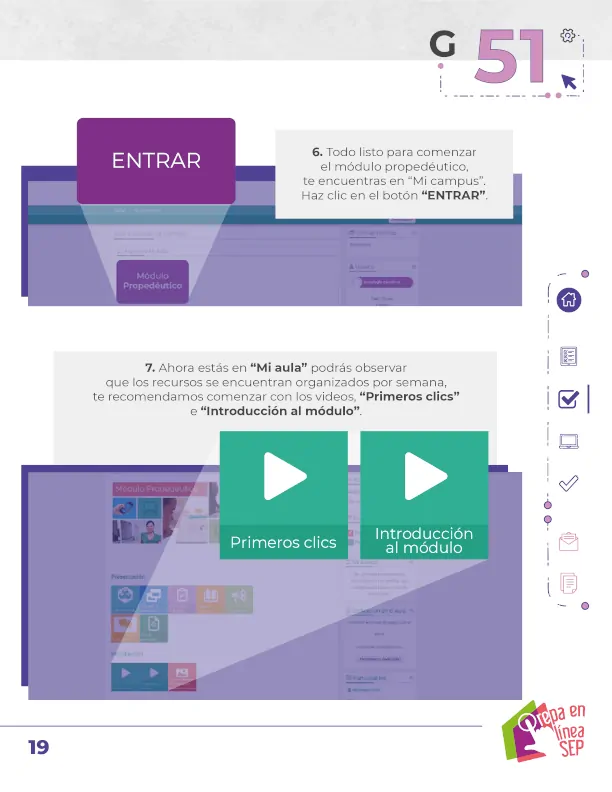 G 51
ENTRAR
6. Todo listo para comenzar
el módulo propedéutico,
te encuentras en “Mi campus”.
Haz clic en el botón “ENTRAR”.
Módulo
Propedéutico
7. Ahora estás en “Mi aula” podrás observar
que los recursos se encuentran organizados por semana,
te recomendamos comenzar con los videos, “Primeros clics”
e “Introducción al módulo”.
Primeros clics
Introducción
al módulo
19
Prepa en
línea
SEP